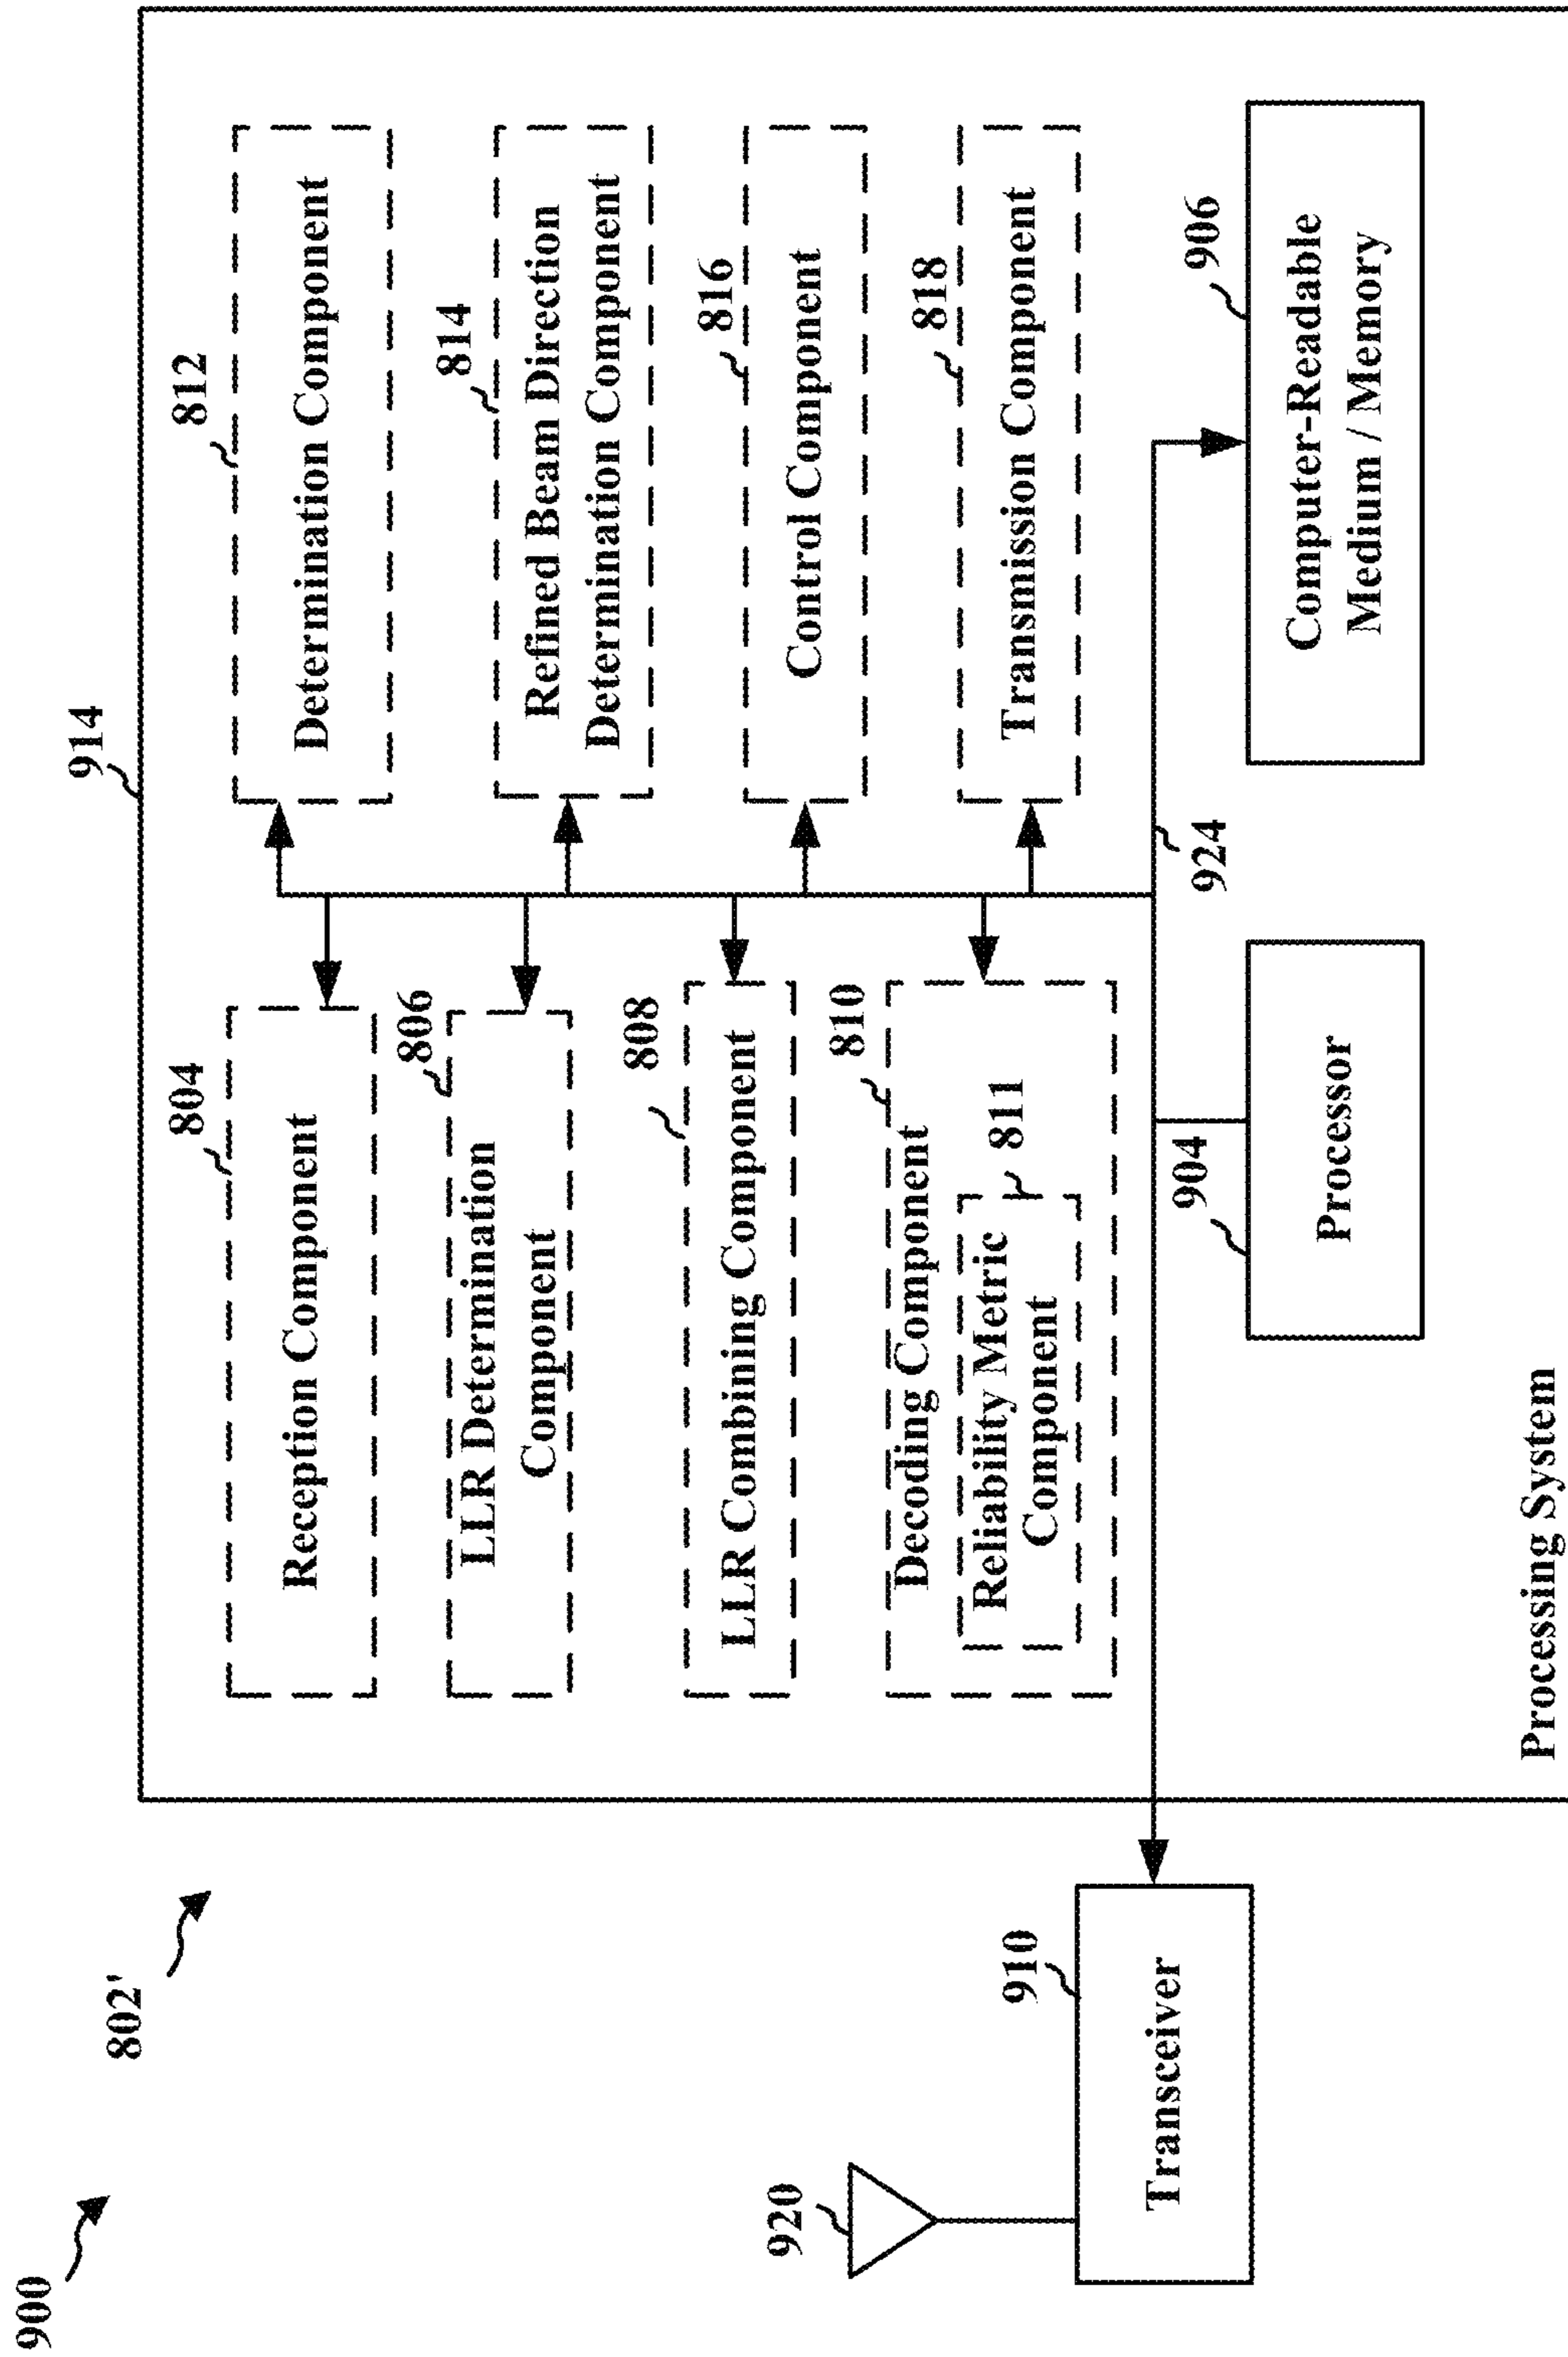 900
802'
914
804
Reception Component
812
Determination Component
806
LLR Determination
Component
814
Refined Beam Direction
Determination Component
808
LLR Combining Component
816
Control Component
810
Decoding Component
811
Reliability Metric
Component
818
Transmission Component
920
910
Transceiver
924
904
Processor
906
Computer-Readable
Medium / Memory
Processing System